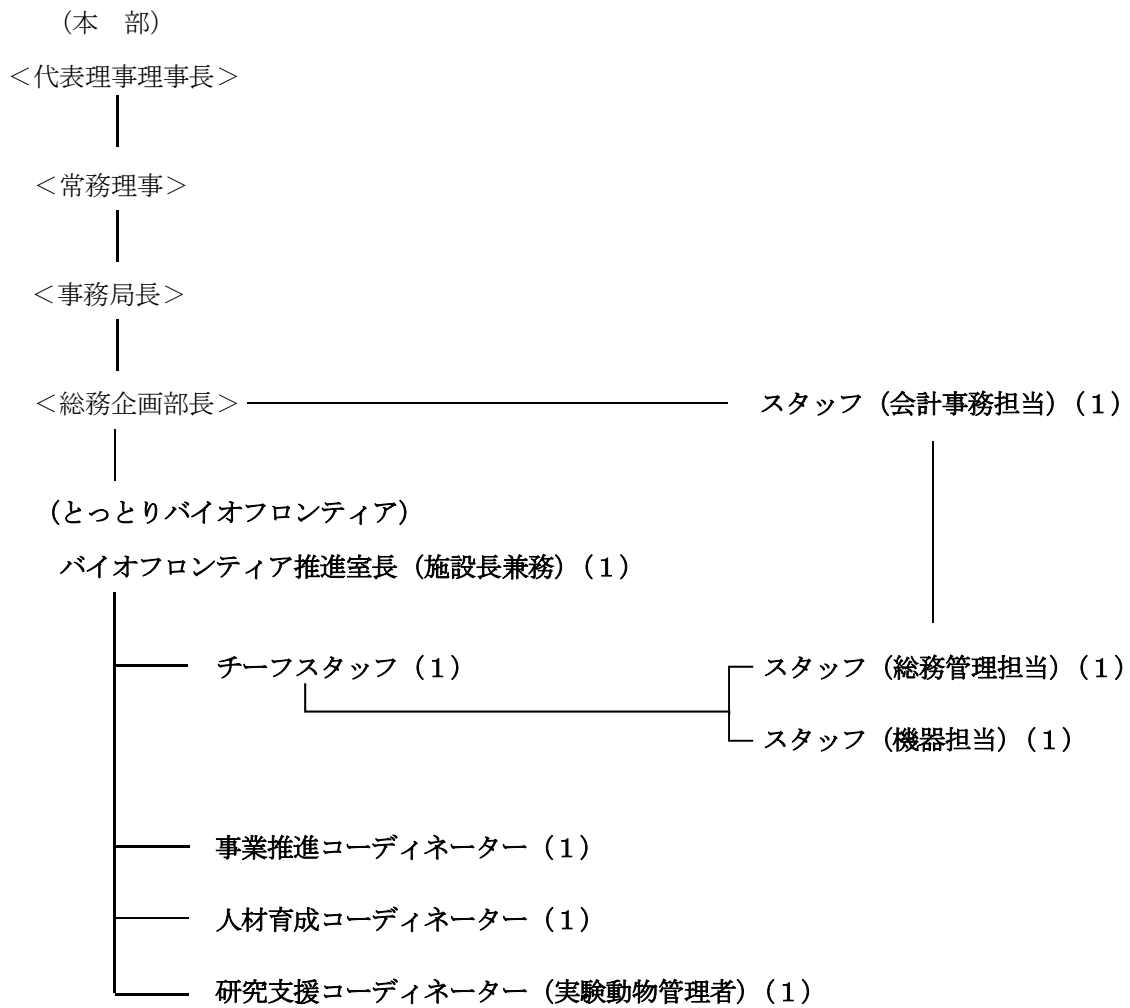 （本　部）
＜代表理事理事長＞
＜常務理事＞
＜事務局長＞
＜総務企画部長＞
スタッフ（会計事務担当）（１）
（とっとりバイオフロンティア）
バイオフロンティア推進室長（施設長兼務）（１）
チーフスタッフ（１）
スタッフ（総務管理担当）（１）
スタッフ（機器担当）（１）
事業推進コーディネーター（１）
人材育成コーディネーター（１）
研究支援コーディネーター（実験動物管理者）（１）